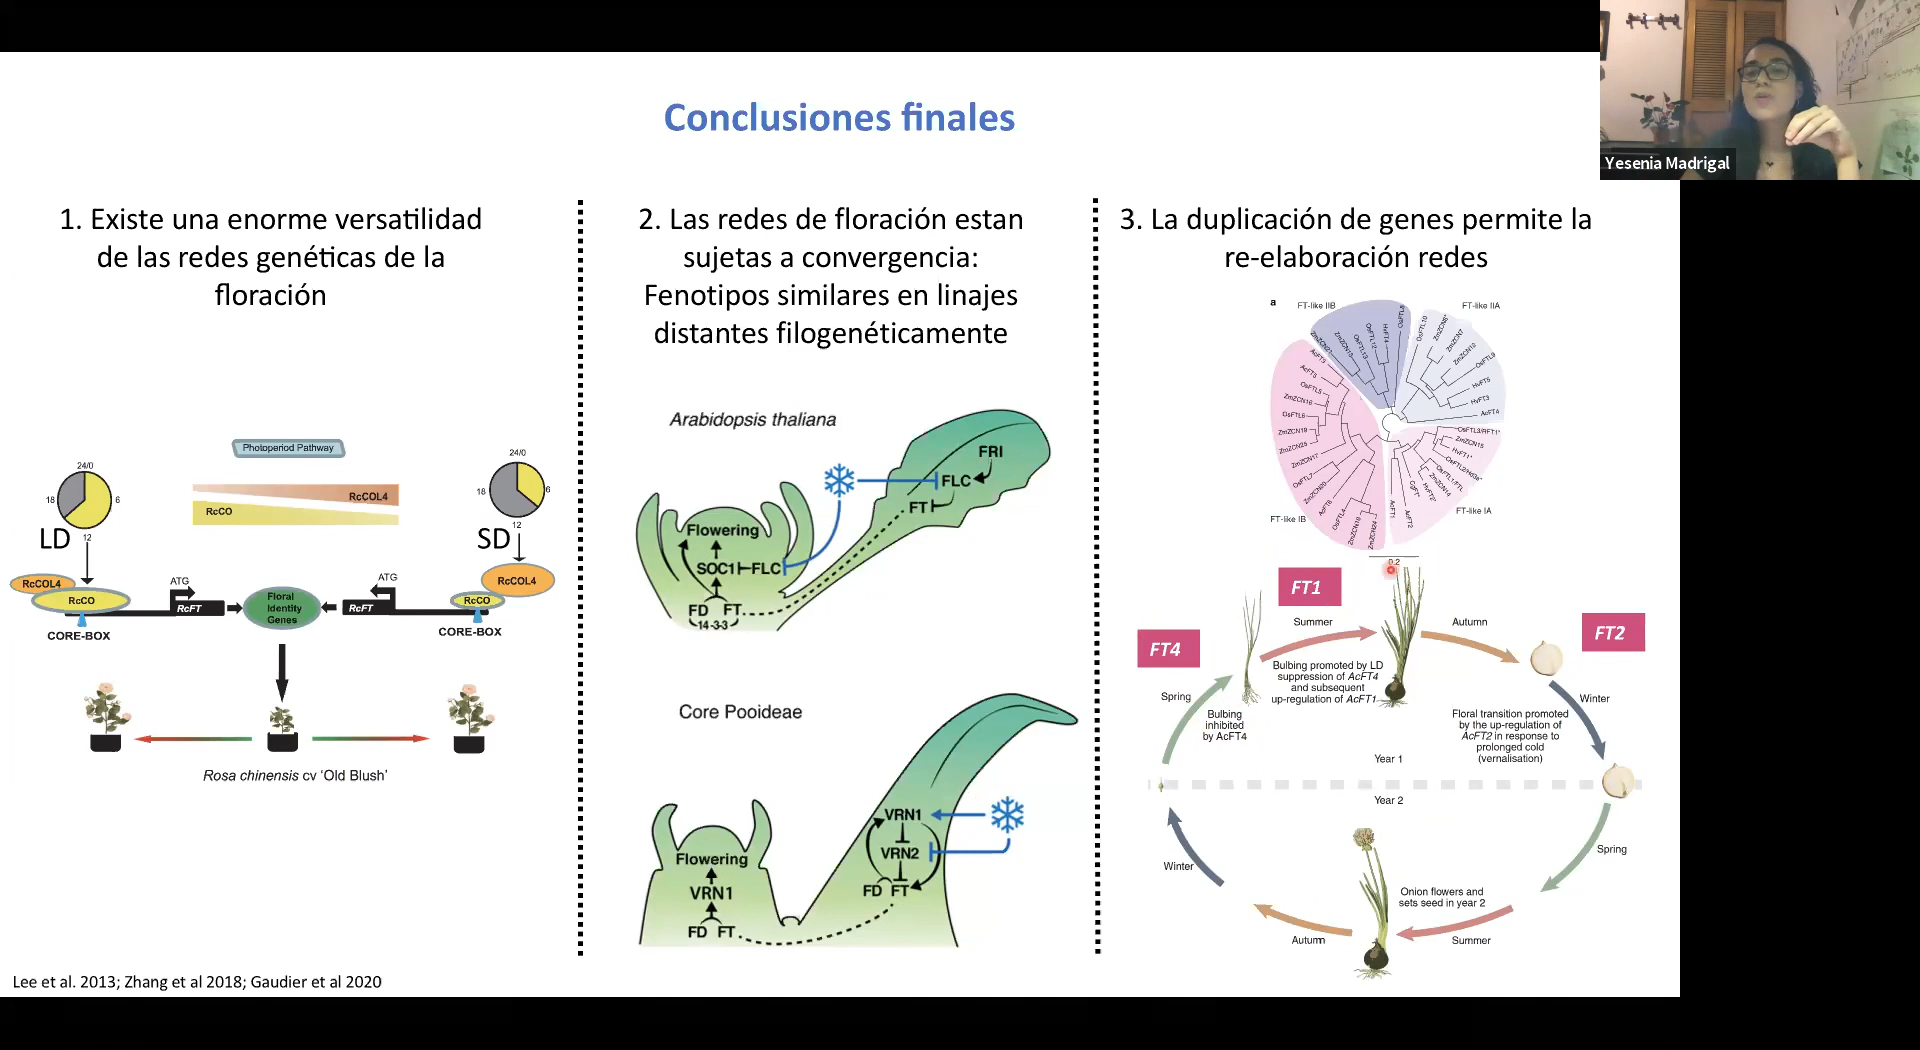 Yesenia Madrigal
Conclusiones finales
1. Existe una enorme versatilidad
de las redes genéticas de la
floración
Photoperiod Pathway
24/0
18
6
12
LD
RcCOL4
RcCO
24/0
18
6
12
SD
RcCOL4
RcCO
CORE-BOX
ATG
RcFT
Floral
Identity
Genes
ATG
RcFT
RcCOL4
RcCO
CORE-BOX
Rosa chinensis cv ‘Old Blush’
Lee et al. 2013; Zhang et al 2018; Gaudier et al 2020
2. Las redes de floración estan
sujetas a convergencia:
Fenotipos similares en linajes
distantes filogenéticamente
Arabidopsis thaliana
FRI
FLC
FT
Flowering
SOC1
FLC
FD FT
14-3-3
Core Pooideae
VRN1
VRN2
FD FT
Flowering
VRN1
FD FT
3. La duplicación de genes permite la
re-elaboración redes
a
FT-like IIB
FT-like IIA
FT-like IB
FT-like IA
0.2
FT1
FT4
FT2
Summer
Autumn
Spring
Winter
Bulbing promoted by LD
suppression of AcFT4
and subsequent
up-regulation of AcFT1
Bulbing
inhibited
by AcFT4
Floral transition promoted
by the up-regulation of
AcFT2 in response to
prolonged cold
(vernalisation)
Year 1
Year 2
Spring
Winter
Onion flowers and
sets seed in year 2
Autumn
Summer